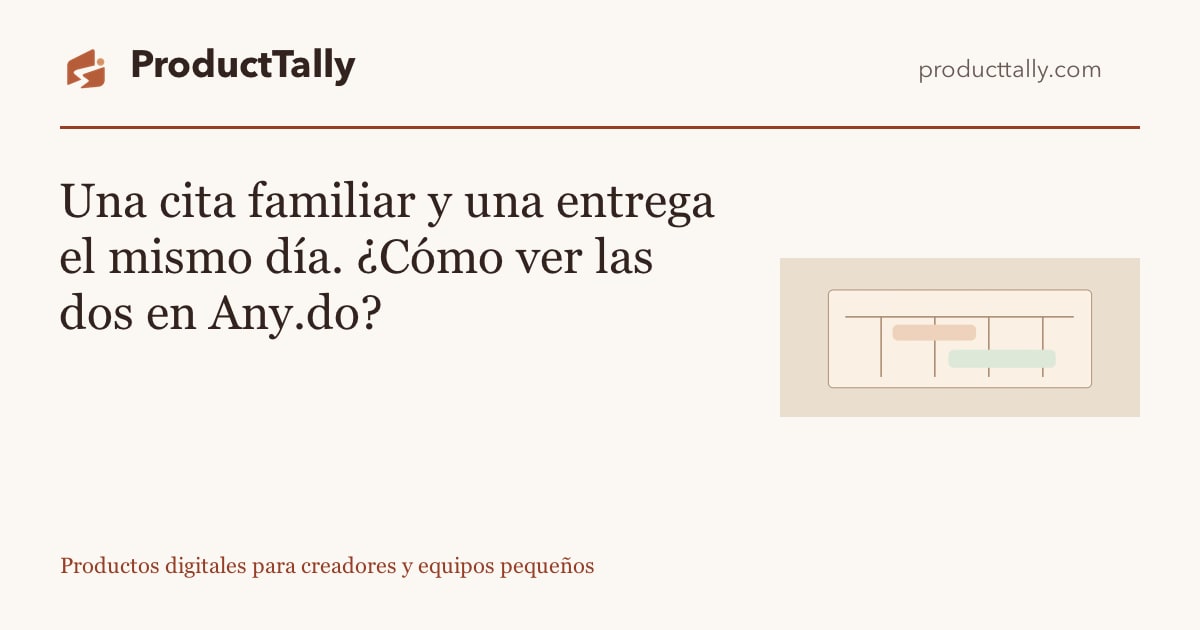 ProductTally
producttally.com
Una cita familiar y una entrega
el mismo día. ¿Cómo ver las
dos en Any.do?
Productos digitales para creadores y equipos pequeños